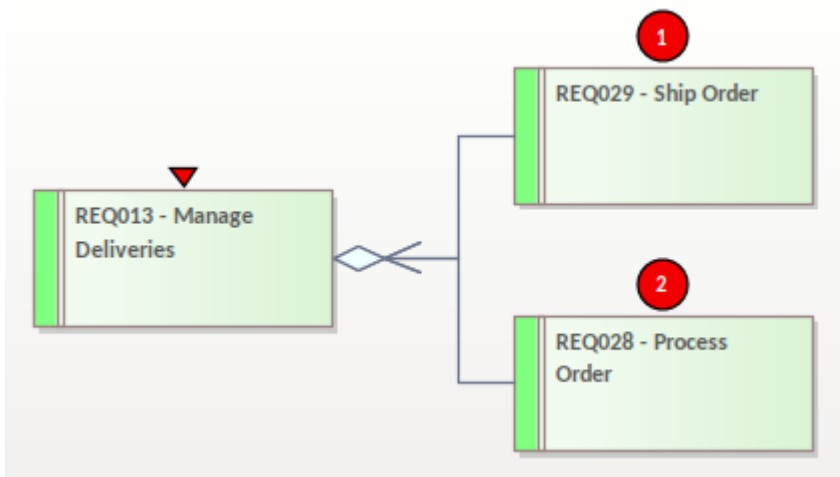 1
REQ029 - Ship Order
REQ013 - Manage
Deliveries
2
REQ028 - Process
Order